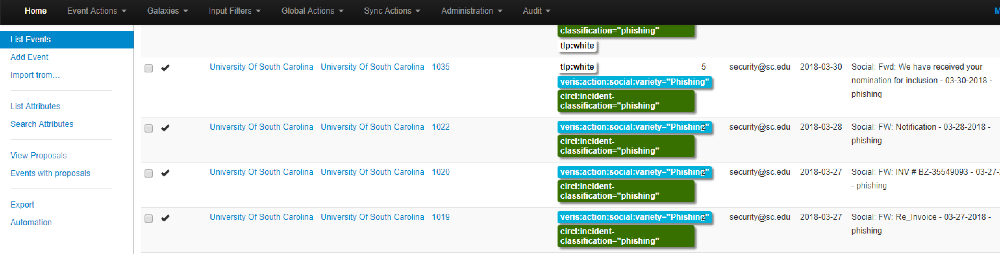 Home Event Actions Galaxies Input Filters Global Actions Sync Actions Administration Audit
List Events
Add Event
Import from...
List Attributes
Search Attributes
View Proposals
Events with proposals
Export
Automation
classification="phishing"
tlp:white
University Of South Carolina University Of South Carolina 1035
tlp:white
veris:action:social:variety="Phishing"
circl:incident-
classification="phishing"
5 security@sc.edu 2018-03-30
Social: Fwd: We have received your
nomination for inclusion - 03-30-2018 -
phishing
University Of South Carolina University Of South Carolina 1022
veris:action:social:variety="Phishing"
circl:incident-
classification="phishing"
2 security@sc.edu 2018-03-28
Social: FW: Notification - 03-28-2018 -
phishing
University Of South Carolina University Of South Carolina 1020
veris:action:social:variety="Phishing"
circl:incident-
classification="phishing"
2 security@sc.edu 2018-03-27
Social: FW: INV # BZ-35549093 - 03-27-
- phishing
University Of South Carolina University Of South Carolina 1019
veris:action:social:variety="Phishing"
circl:incident-
classification="phishing"
2 security@sc.edu 2018-03-27
Social: FW: Re_Invoice - 03-27-2018 -
phishing